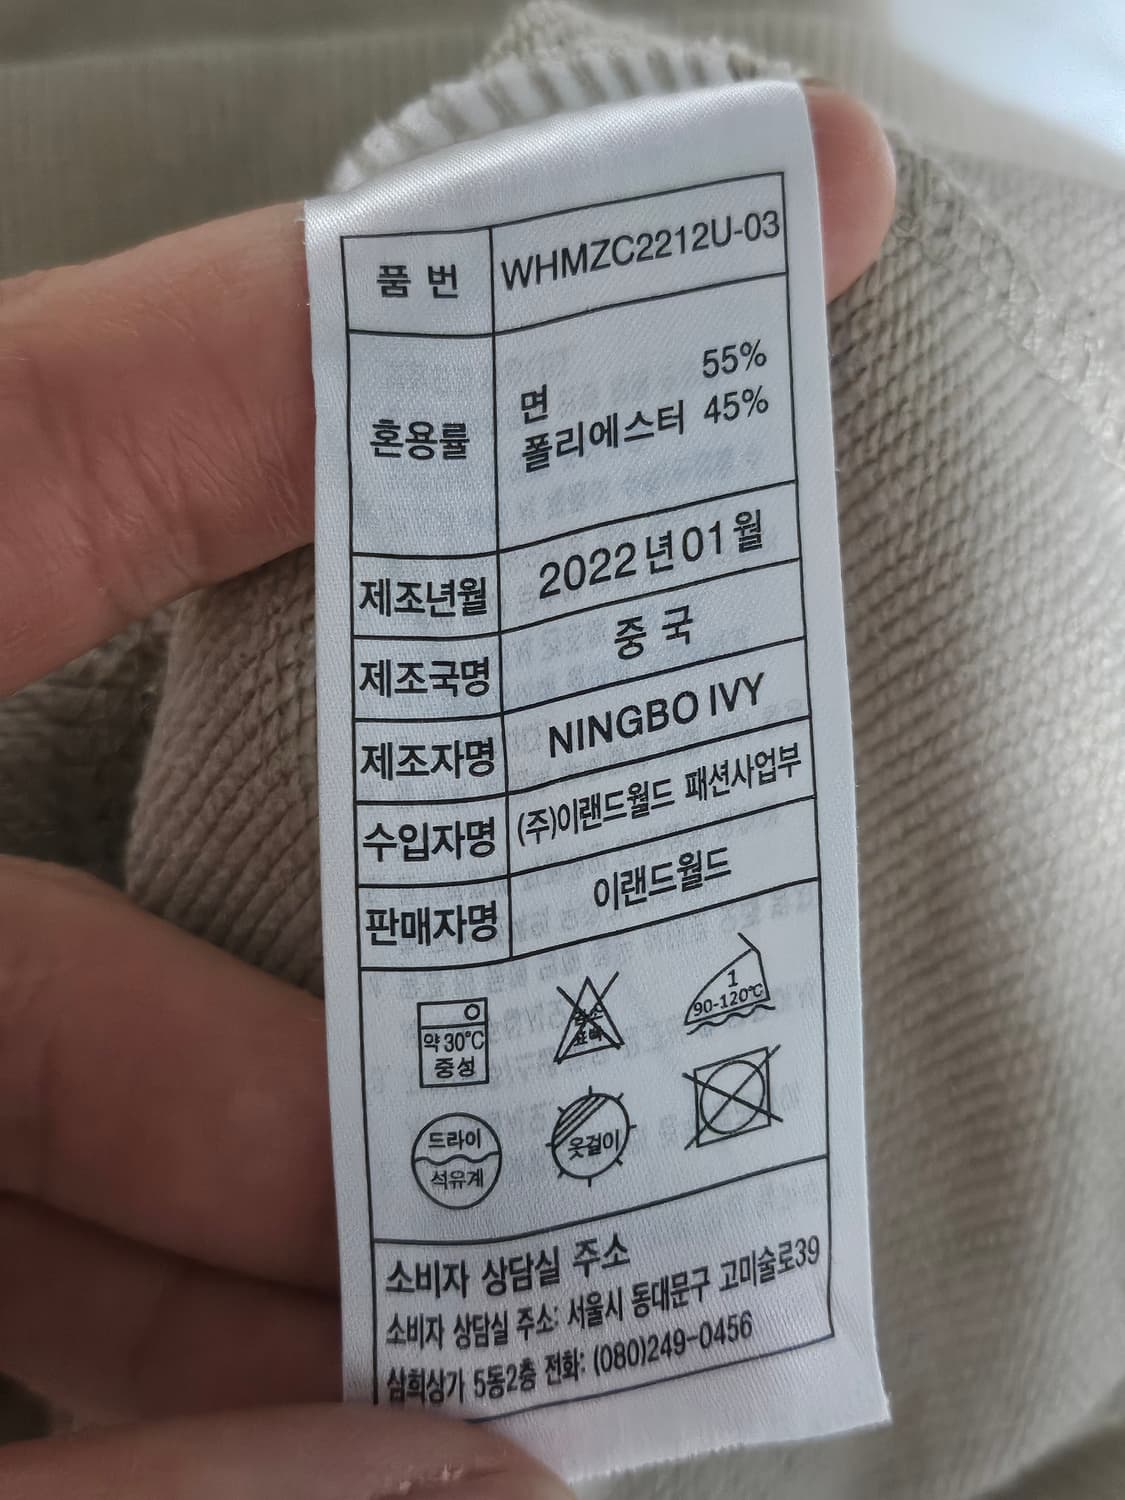 품 번 WHMZC2212U-03
혼용률
면 55%
폴리에스터 45%
제조년월 2022년01월
제조국명 중 국
제조자명 NINGBO IVY
수입자명 (주)이랜드월드 패션사업부
판매자명 이랜드월드
약 30℃
중성
염소
표백
1
90-120℃
드라이
석유계
옷걸이
소비자 상담실 주소
소비자 상담실 주소: 서울시 동대문구 고미술로39
삼희상가 5동2층 전화: (080)249-0456